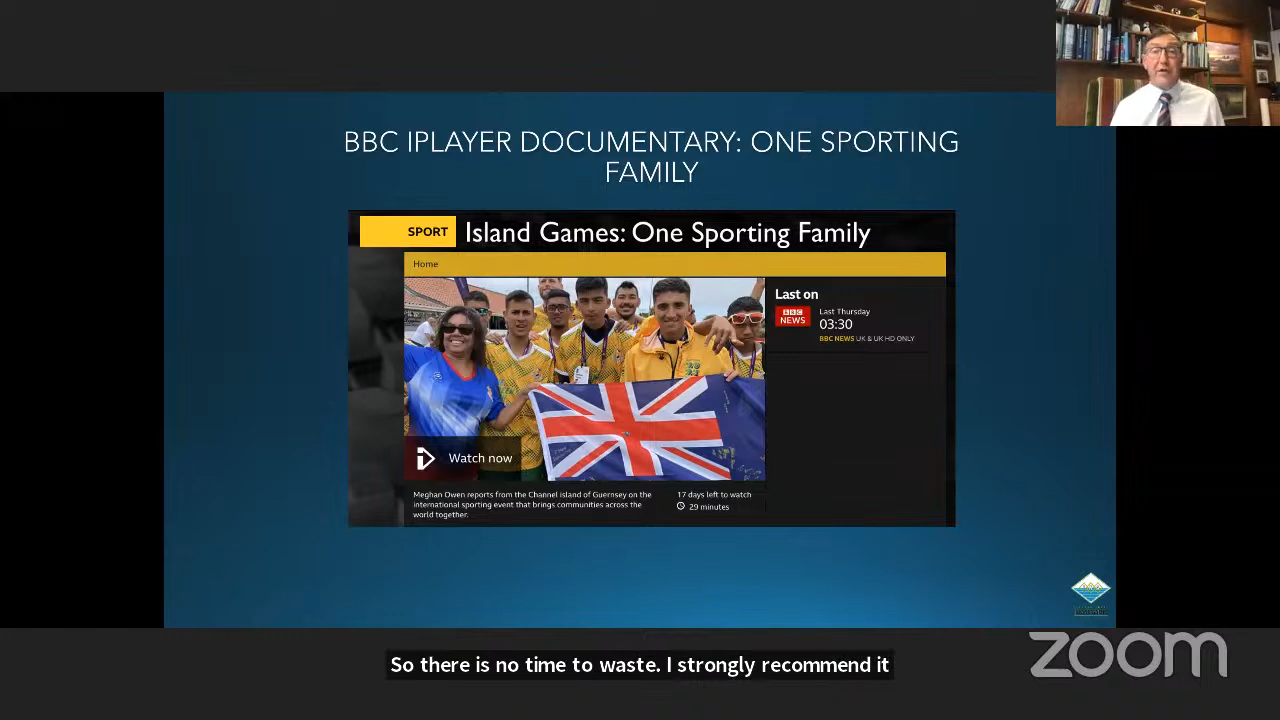 BBC IPLAYER DOCUMENTARY: ONE SPORTING
FAMILY
SPORT
Island Games: One Sporting Family
Home
Last on
BBC
NEWS
Last Thursday
03:30
BBC NEWS UK & UK HD ONLY
Watch now
Meghan Owen reports from the Channel island of Guernsey on the
international sporting event that brings communities across the
world together.
17 days left to watch
29 minutes
So there is no time to waste. I strongly recommend it
zoom